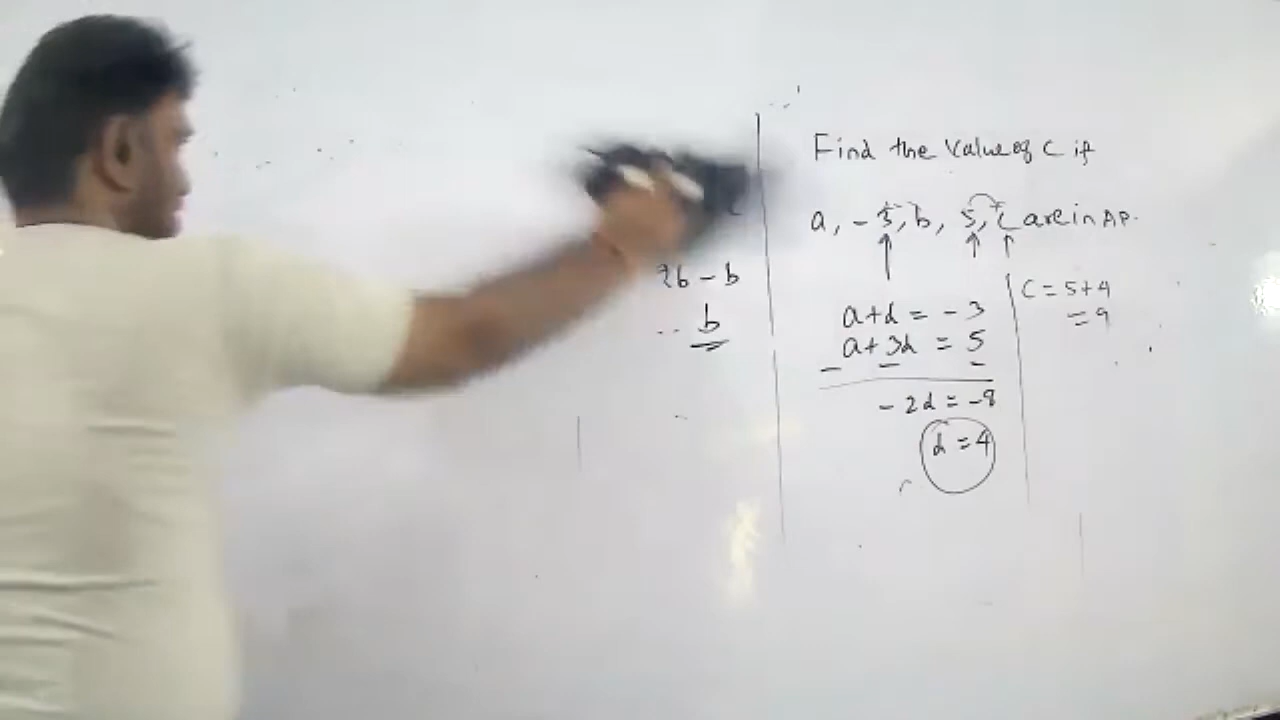 2b - b
b
Find the value of c if
a, -3, b, 5, c are in AP.
a+d = -3
a+3d = 5
- - -
-2d = -8
d = 4
c = 5+4
= 9